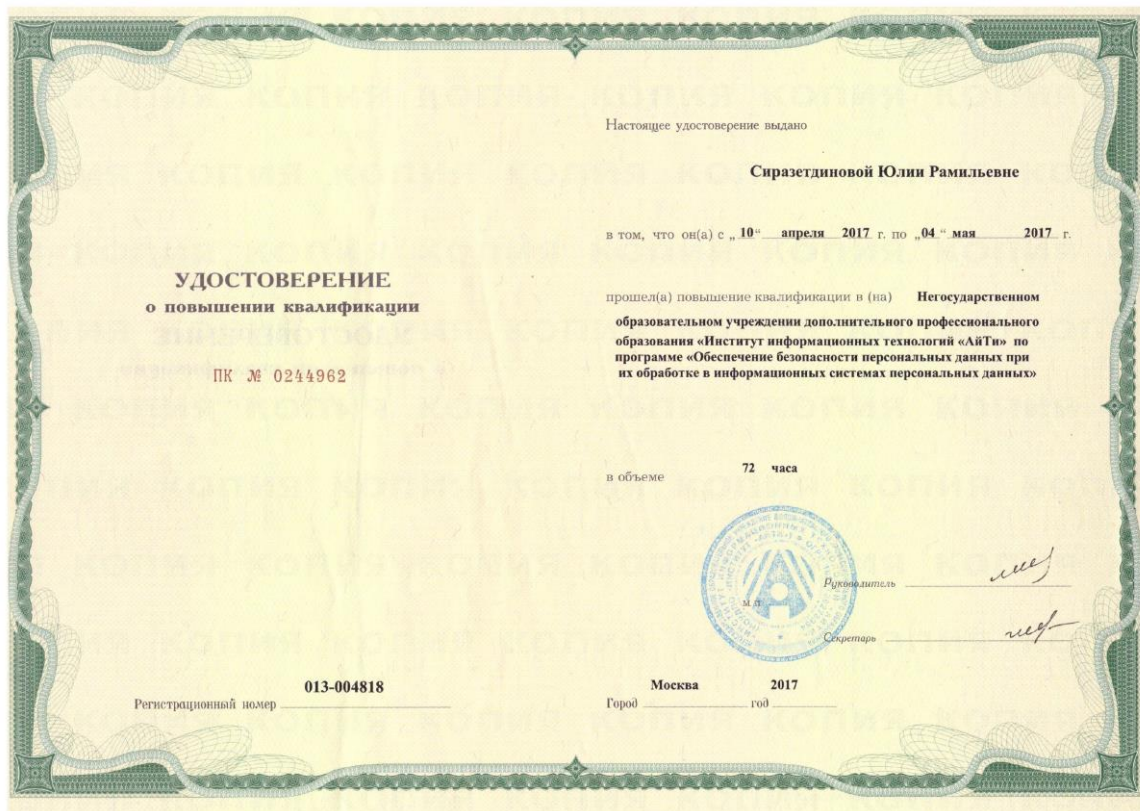 УДОСТОВЕРЕНИЕ
о повышении квалификации
ПК № 0244962
013-004818
Регистрационный номер
Настоящее удостоверение выдано
Сиразетдиновой Юлии Рамильевне
в том, что он(а) с „ 10 “ апреля 2017 г. по „04 “ мая 2017 г.
прошел(а) повышение квалификации в (на) Негосударственном
образовательном учреждении дополнительного профессионального
образования «Институт информационных технологий «АйТи» по
программе «Обеспечение безопасности персональных данных при
их обработке в информационных системах персональных данных»
в объеме 72 часа
М.П.
Руководитель
Секретарь
Город Москва год 2017